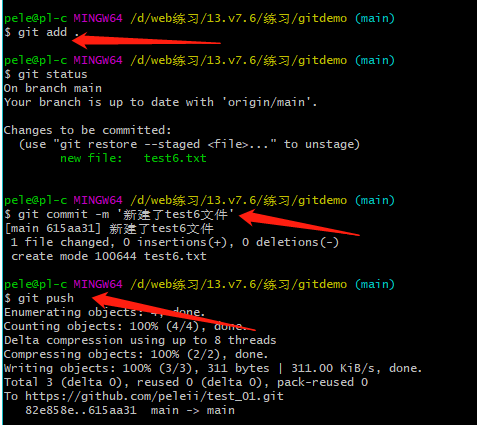 pele@pl-c MINGW64 /d/web练习/13.v7.6/练习/gitdemo (main)
$ git add .
pele@pl-c MINGW64 /d/web练习/13.v7.6/练习/gitdemo (main)
$ git status
On branch main
Your branch is up to date with 'origin/main'.
Changes to be committed:
(use "git restore --staged <file>..." to unstage)
new file: test6.txt
pele@pl-c MINGW64 /d/web练习/13.v7.6/练习/gitdemo (main)
$ git commit -m '新建了test6文件'
[main 615aa31] 新建了test6文件
1 file changed, 0 insertions(+), 0 deletions(-)
create mode 100644 test6.txt
pele@pl-c MINGW64 /d/web练习/13.v7.6/练习/gitdemo (main)
$ git push
Enumerating objects: 4, done.
Counting objects: 100% (4/4), done.
Delta compression using up to 8 threads
Compressing objects: 100% (2/2), done.
Writing objects: 100% (3/3), 311 bytes | 311.00 KiB/s, done.
Total 3 (delta 0), reused 0 (delta 0), pack-reused 0
To https://github.com/peleii/test_01.git
82e858e..615aa31 main -> main